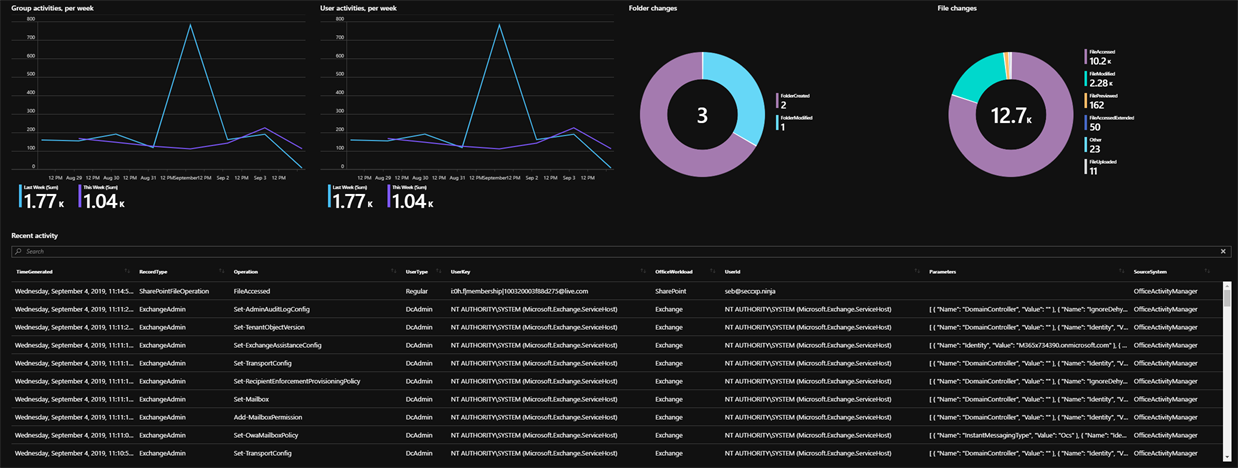 Group activities, per week
800
700
600
500
400
300
200
100
0
12 PM Aug 29 12 PM Aug 30 12 PM Aug 31 12 PM September 12 PM Sep 2 12 PM Sep 3 12 PM
Last Week (Sum)
1.77 K
This Week (Sum)
1.04 K
User activities, per week
800
700
600
500
400
300
200
100
0
12 PM Aug 29 12 PM Aug 30 12 PM Aug 31 12 PM September 12 PM Sep 2 12 PM Sep 3 12 PM
Last Week (Sum)
1.77 K
This Week (Sum)
1.04 K
Folder changes
3
FolderCreated
2
FolderModified
1
File changes
12.7 K
FileAccessed
10.2 K
FileModified
2.28 K
FilePreviewed
162
FileAccessedExtended
50
Other
23
FileUploaded
11
Recent activity
Search
TimeGenerated RecordType Operation UserType UserKey OfficeWorkload UserId Parameters SourceSystem
Wednesday, September 4, 2019, 11:14:5... SharePointFileOperation FileAccessed Regular i:0h.f|membership|100320003f88d275@live.com SharePoint seb@seccxp.ninja OfficeActivityManager
Wednesday, September 4, 2019, 11:11:2... ExchangeAdmin Set-AdminAuditLogConfig DcAdmin NT AUTHORITY\SYSTEM (Microsoft.Exchange.ServiceHost) Exchange NT AUTHORITY\SYSTEM (Microsoft.Exchange.ServiceHost) [ { "Name": "DomainController", "Value": "" }, { "Name": "IgnoreDehy... OfficeActivityManager
Wednesday, September 4, 2019, 11:11:2... ExchangeAdmin Set-TenantObjectVersion DcAdmin NT AUTHORITY\SYSTEM (Microsoft.Exchange.ServiceHost) Exchange NT AUTHORITY\SYSTEM (Microsoft.Exchange.ServiceHost) [ { "Name": "DomainController", "Value": "" }, { "Name": "Identity", "V... OfficeActivityManager
Wednesday, September 4, 2019, 11:11:1... ExchangeAdmin Set-ExchangeAssistanceConfig DcAdmin NT AUTHORITY\SYSTEM (Microsoft.Exchange.ServiceHost) Exchange NT AUTHORITY\SYSTEM (Microsoft.Exchange.ServiceHost) [ { "Name": "Identity", "Value": "M365x734390.onmicrosoft.com" }, { ... OfficeActivityManager
Wednesday, September 4, 2019, 11:11:1... ExchangeAdmin Set-TransportConfig DcAdmin NT AUTHORITY\SYSTEM (Microsoft.Exchange.ServiceHost) Exchange NT AUTHORITY\SYSTEM (Microsoft.Exchange.ServiceHost) [ { "Name": "DomainController", "Value": "" }, { "Name": "Identity", "V... OfficeActivityManager
Wednesday, September 4, 2019, 11:11:1... ExchangeAdmin Set-RecipientEnforcementProvisioningPolicy DcAdmin NT AUTHORITY\SYSTEM (Microsoft.Exchange.ServiceHost) Exchange NT AUTHORITY\SYSTEM (Microsoft.Exchange.ServiceHost) [ { "Name": "DomainController", "Value": "" }, { "Name": "IgnoreDehy... OfficeActivityManager
Wednesday, September 4, 2019, 11:11:1... ExchangeAdmin Set-Mailbox DcAdmin NT AUTHORITY\SYSTEM (Microsoft.Exchange.ServiceHost) Exchange NT AUTHORITY\SYSTEM (Microsoft.Exchange.ServiceHost) [ { "Name": "DomainController", "Value": "" }, { "Name": "Identity", "V... OfficeActivityManager
Wednesday, September 4, 2019, 11:11:1... ExchangeAdmin Add-MailboxPermission DcAdmin NT AUTHORITY\SYSTEM (Microsoft.Exchange.ServiceHost) Exchange NT AUTHORITY\SYSTEM (Microsoft.Exchange.ServiceHost) [ { "Name": "DomainController", "Value": "" }, { "Name": "Identity", "V... OfficeActivityManager
Wednesday, September 4, 2019, 11:11:0... ExchangeAdmin Set-OwaMailboxPolicy DcAdmin NT AUTHORITY\SYSTEM (Microsoft.Exchange.ServiceHost) Exchange NT AUTHORITY\SYSTEM (Microsoft.Exchange.ServiceHost) [ { "Name": "InstantMessagingType", "Value": "Ocs" }, { "Name": "Ide... OfficeActivityManager
Wednesday, September 4, 2019, 11:10:5... ExchangeAdmin Set-TransportConfig DcAdmin NT AUTHORITY\SYSTEM (Microsoft.Exchange.ServiceHost) Exchange NT AUTHORITY\SYSTEM (Microsoft.Exchange.ServiceHost) [ { "Name": "DomainController", "Value": "" }, { "Name": "Identity", "V... OfficeActivityManager